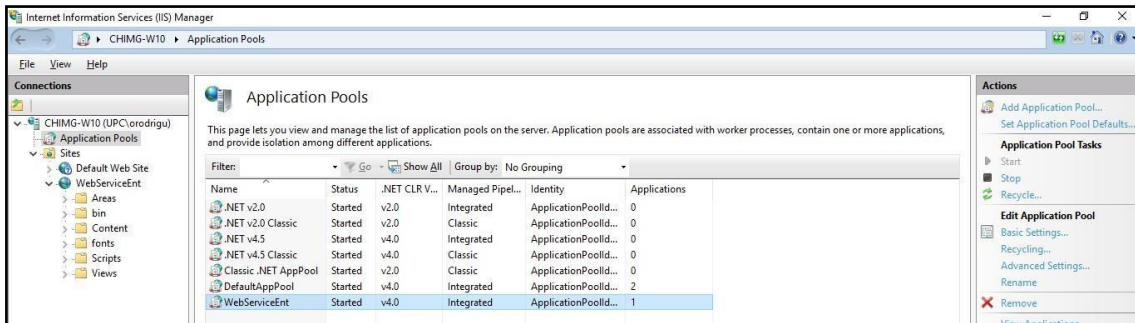 Internet Information Services (IIS) Manager
CHIMG-W10 Application Pools
File View Help
Connections
CHIMG-W10 (UPC\orodrigu)
Application Pools
Sites
Default Web Site
WebServiceEnt
Areas
bin
Content
fonts
Scripts
Views
Application Pools
This page lets you view and manage the list of application pools on the server. Application pools are associated with worker processes, contain one or more applications,
and provide isolation among different applications.
Filter: Go Show All Group by: No Grouping
Name Status .NET CLR V... Managed Pipel... Identity Applications
.NET v2.0 Started v2.0 Integrated ApplicationPoolId... 0
.NET v2.0 Classic Started v2.0 Classic ApplicationPoolId... 0
.NET v4.5 Started v4.0 Integrated ApplicationPoolId... 0
.NET v4.5 Classic Started v4.0 Classic ApplicationPoolId... 0
Classic .NET AppPool Started v2.0 Classic ApplicationPoolId... 0
DefaultAppPool Started v4.0 Integrated ApplicationPoolId... 2
WebServiceEnt Started v4.0 Integrated ApplicationPoolId... 1
Actions
Add Application Pool...
Set Application Pool Defaults...
Application Pool Tasks
Start
Stop
Recycle...
Edit Application Pool
Basic Settings...
Recycling...
Advanced Settings...
Rename
Remove
View Applications